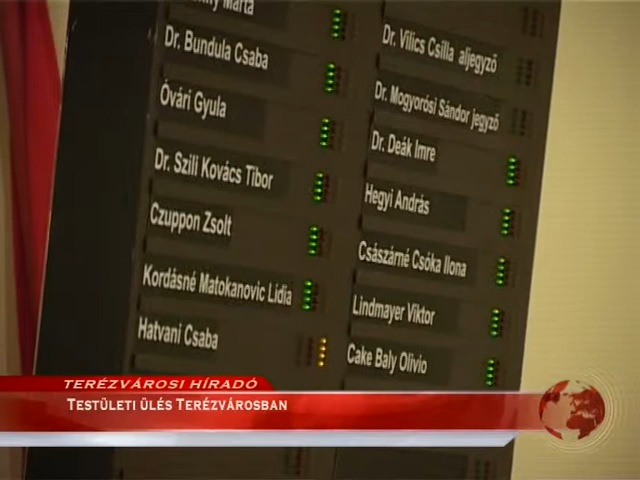 Márta
Dr. Bundula Csaba
Óvári Gyula
Dr. Szili Kovács Tibor
Czuppon Zsolt
Kordásné Matokanovic Lidia
Hatvani Csaba
Dr. Vilics Csilla aljegyző
Dr. Mogyorósi Sándor jegyző
Dr. Deák Imre
Hegyi András
Császárné Csóka Ilona
Lindmayer Viktor
Cake Baly Olivio
TERÉZVÁROSI HÍRADÓ
TESTÜLETI ÜLÉS TERÉZVÁROSBAN